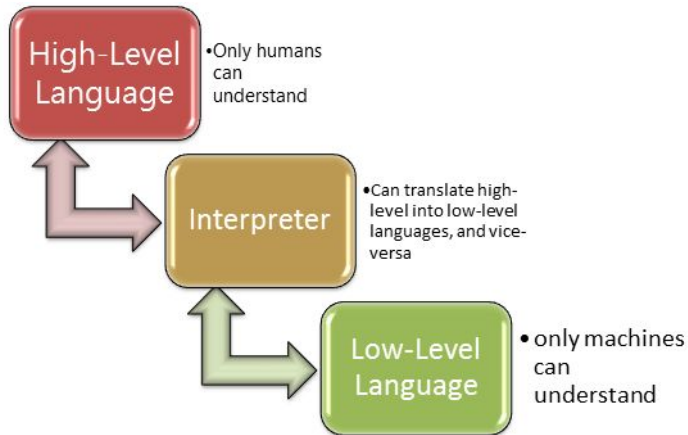 High-Level
Language
•Only humans
can
understand
Interpreter
•Can translate high-
level into low-level
languages, and vice-
versa
Low-Level
Language
• only machines
can
understand